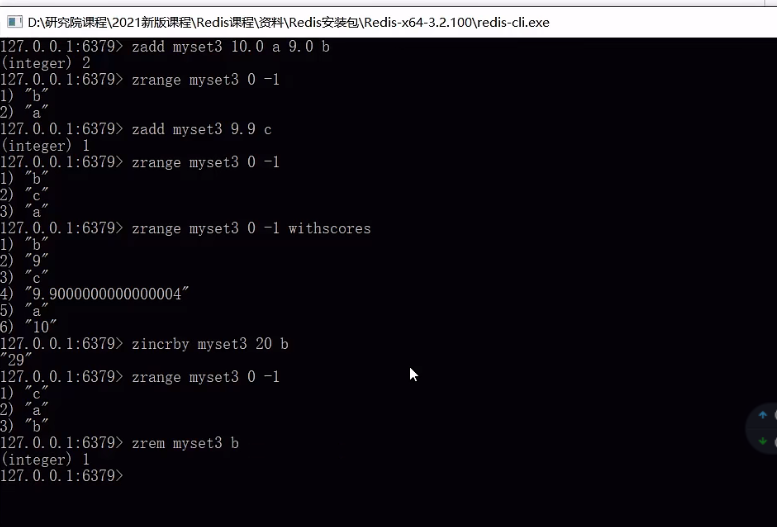 D:\研究院课程\2021新版课程\Redis课程\资料\Redis安装包\Redis-x64-3.2.100\redis-cli.exe
127.0.0.1:6379> zadd myset3 10.0 a 9.0 b
(integer) 2
127.0.0.1:6379> zrange myset3 0 -1
1) "b"
2) "a"
127.0.0.1:6379> zadd myset3 9.9 c
(integer) 1
127.0.0.1:6379> zrange myset3 0 -1
1) "b"
2) "c"
3) "a"
127.0.0.1:6379> zrange myset3 0 -1 withscores
1) "b"
2) "9"
3) "c"
4) "9.9000000000000004"
5) "a"
6) "10"
127.0.0.1:6379> zincrby myset3 20 b
"29"
127.0.0.1:6379> zrange myset3 0 -1
1) "c"
2) "a"
3) "b"
127.0.0.1:6379> zrem myset3 b
(integer) 1
127.0.0.1:6379>